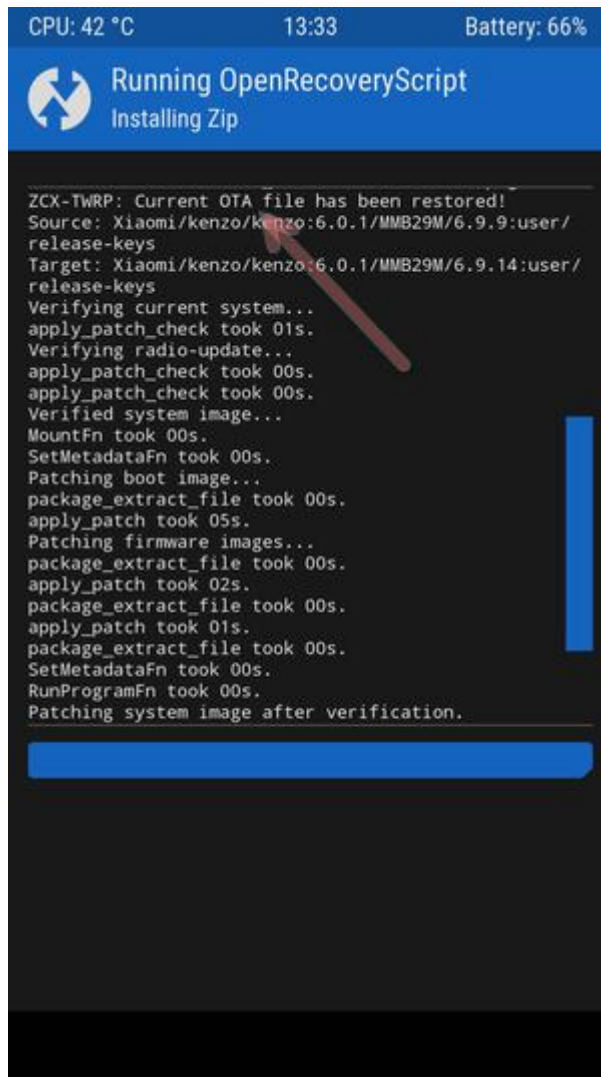 CPU: 42 °C 13:33 Battery: 66%
Running OpenRecoveryScript
Installing Zip
ZCX-TWRP: Current OTA file has been restored!
Source: Xiaomi/kenzo/kenzo:6.0.1/MMB29M/6.9.9:user/
release-keys
Target: Xiaomi/kenzo/kenzo:6.0.1/MMB29M/6.9.14:user/
release-keys
Verifying current system...
apply_patch_check took 01s.
Verifying radio-update...
apply_patch_check took 00s.
apply_patch_check took 00s.
Verified system image...
MountFn took 00s.
SetMetadataFn took 00s.
Patching boot image...
package_extract_file took 00s.
apply_patch took 05s.
Patching firmware images...
package_extract_file took 00s.
apply_patch took 02s.
package_extract_file took 00s.
apply_patch took 01s.
package_extract_file took 00s.
SetMetadataFn took 00s.
RunProgramFn took 00s.
Patching system image after verification.